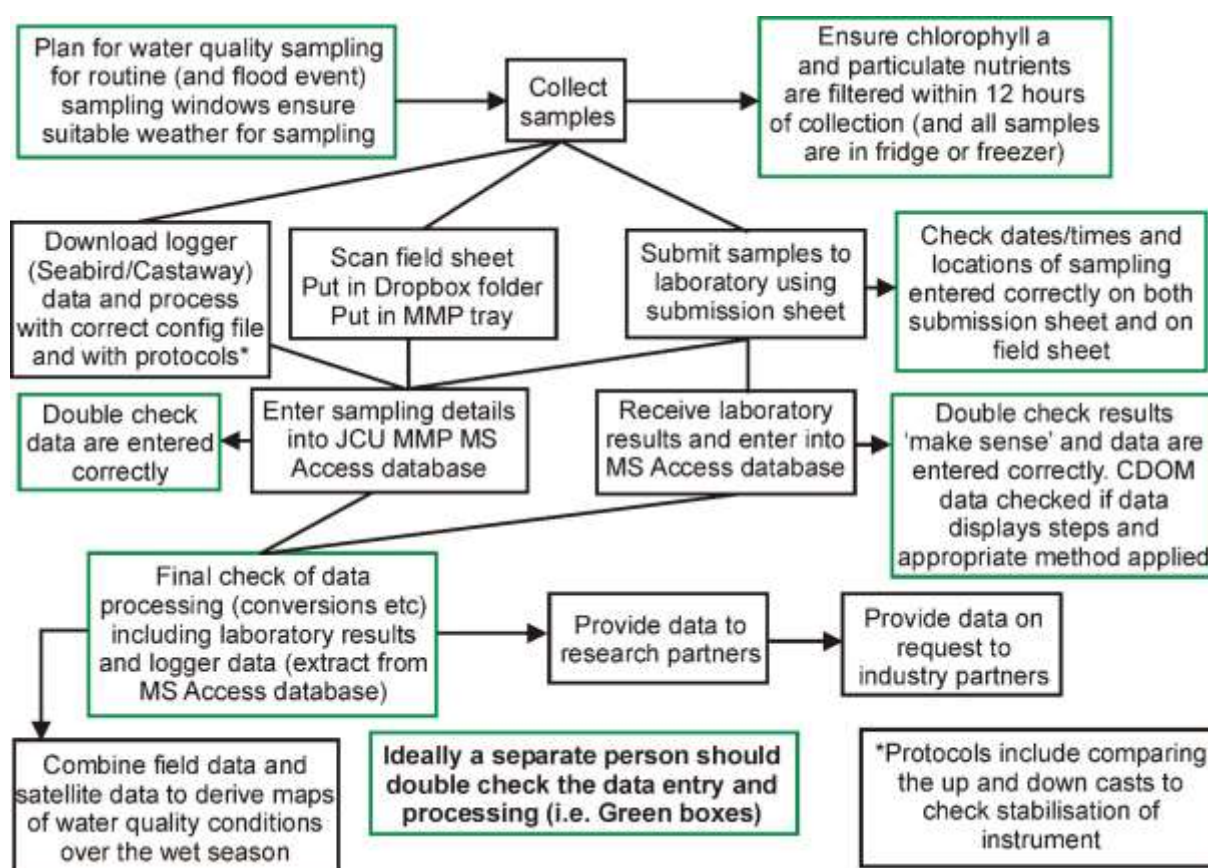 Plan for water quality sampling
for routine (and flood event)
sampling windows ensure
suitable weather for sampling
Collect
samples
Ensure chlorophyll a
and particulate nutrients
are filtered within 12 hours
of collection (and all samples
are in fridge or freezer)
Download logger
(Seabird/Castaway)
data and process
with correct config file
and with protocols*
Scan field sheet
Put in Dropbox folder
Put in MMP tray
Submit samples to
laboratory using
submission sheet
Check dates/times and
locations of sampling
entered correctly on both
submission sheet and on
field sheet
Double check
data are entered
correctly
Enter sampling details
into JCU MMP MS
Access database
Receive laboratory
results and enter into
MS Access database
Double check results
'make sense' and data are
entered correctly. CDOM
data checked if data
displays steps and
appropriate method applied
Final check of data
processing (conversions etc)
including laboratory results
and logger data (extract from
MS Access database)
Provide data to
research partners
Provide data on
request to
industry partners
Combine field data and
satellite data to derive maps
of water quality conditions
over the wet season
Ideally a separate person should
double check the data entry and
processing (i.e. Green boxes)
*Protocols include comparing
the up and down casts to
check stabilisation of
instrument